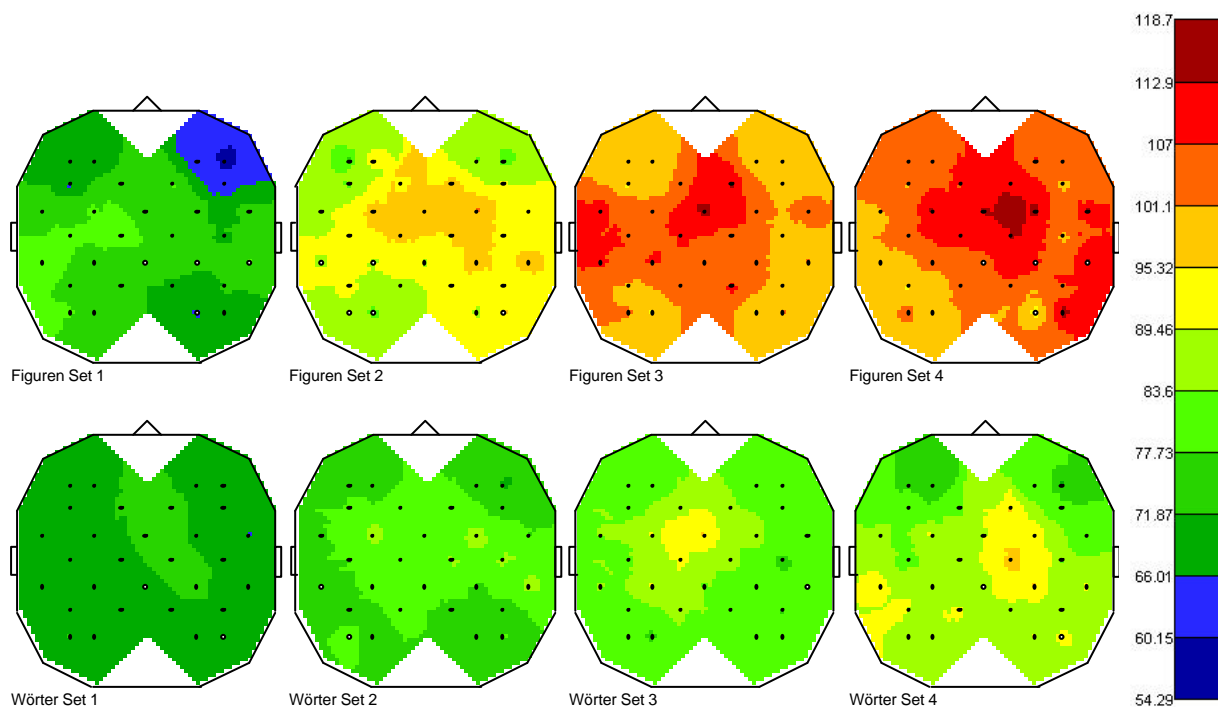 118.7
112.9
107
101.1
95.32
89.46
83.6
77.73
71.87
66.01
60.15
54.29
Figuren Set 1
Figuren Set 2
Figuren Set 3
Figuren Set 4
Wörter Set 1
Wörter Set 2
Wörter Set 3
Wörter Set 4